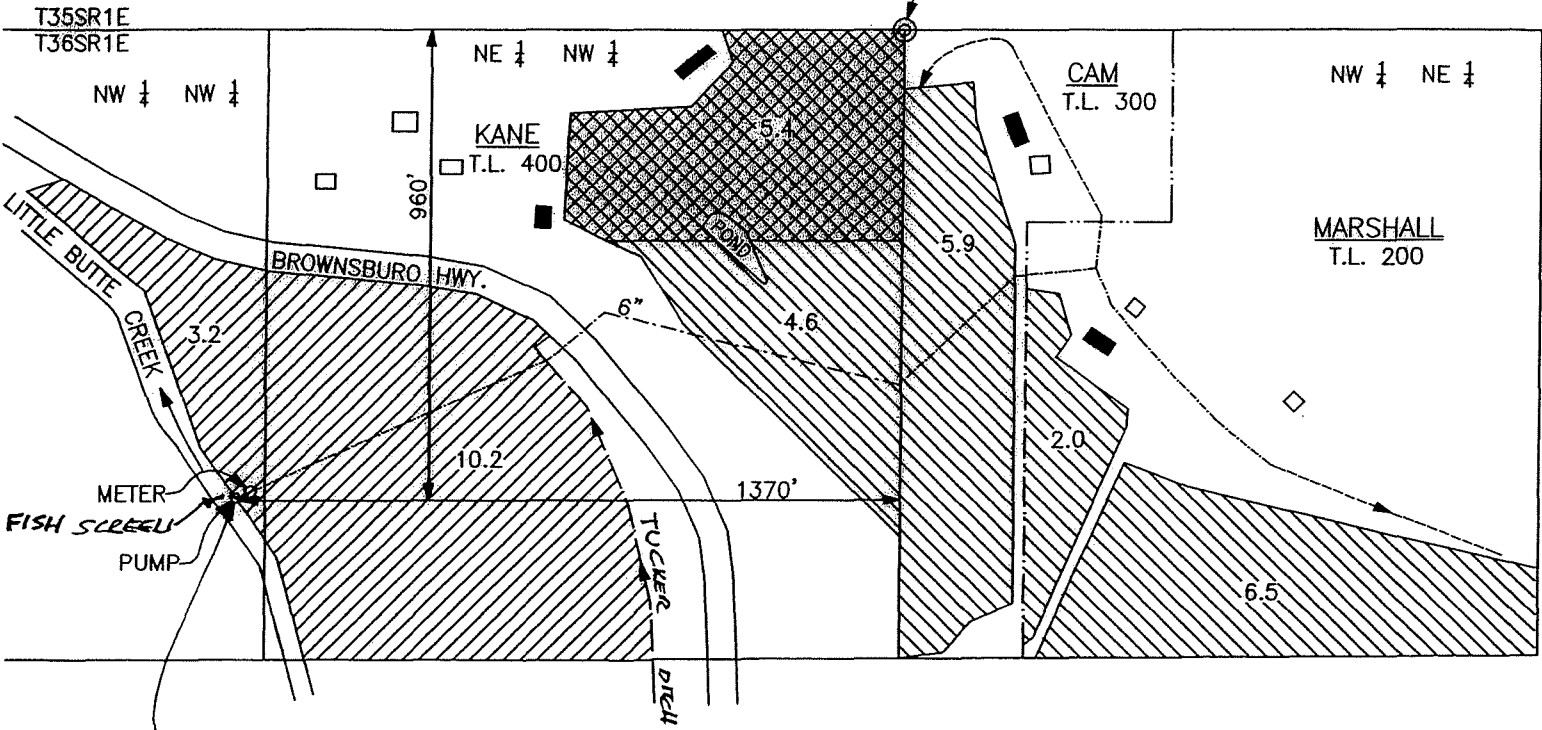 T35SR1E
T36SR1E
NW 1/4 NW 1/4
NE 1/4 NW 1/4
NW 1/4 NE 1/4
CAM
T.L. 300
KANE
T.L. 400
5.4
960'
MARSHALL
T.L. 200
LITTLE BUTE CREEK
BROWNSBURO HWY.
POND
5.9
3.2
6"
4.6
10.2
2.0
METER
1370'
FISH SCREEN
PUMP
TUCKER DITCH
6.5